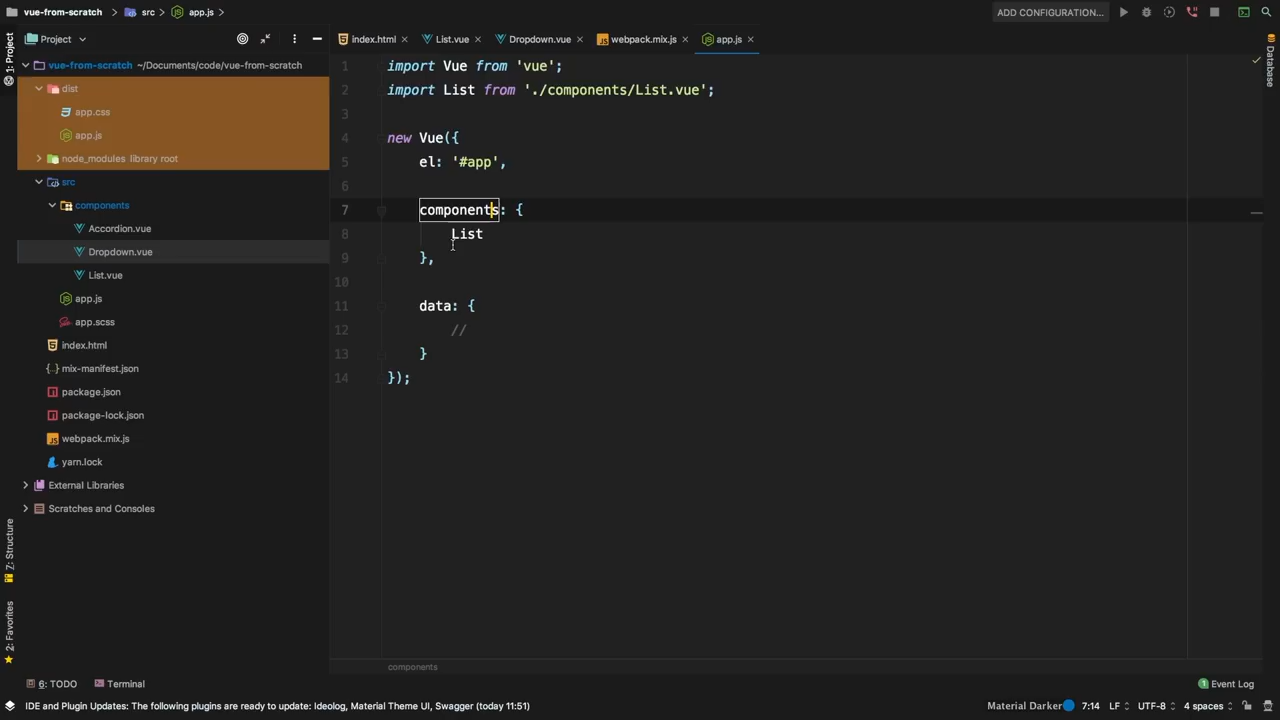 vue-from-scratch
src
app.js
ADD CONFIGURATION...
Project
index.html
List.vue
Dropdown.vue
webpack.mix.js
app.js
1: Project
Database
vue-from-scratch ~/Documents/code/vue-from-scratch
dist
app.css
app.js
node_modules library root
src
components
Accordion.vue
Dropdown.vue
List.vue
app.js
app.scss
index.html
mix-manifest.json
package.json
package-lock.json
webpack.mix.js
yarn.lock
External Libraries
Scratches and Consoles
1 import Vue from 'vue';
2 import List from './components/List.vue';
3
4 new Vue({
5 el: '#app',
6
7 components: {
8 List
9 },
10
11 data: {
12 //
13 }
14 });
components
Z: Structure
2: Favorites
6: TODO
Terminal
1 Event Log
IDE and Plugin Updates: The following plugins are ready to update: Ideolog, Material Theme UI, Swagger (today 11:51)
Material Darker 7:14 LF UTF-8 4 spaces